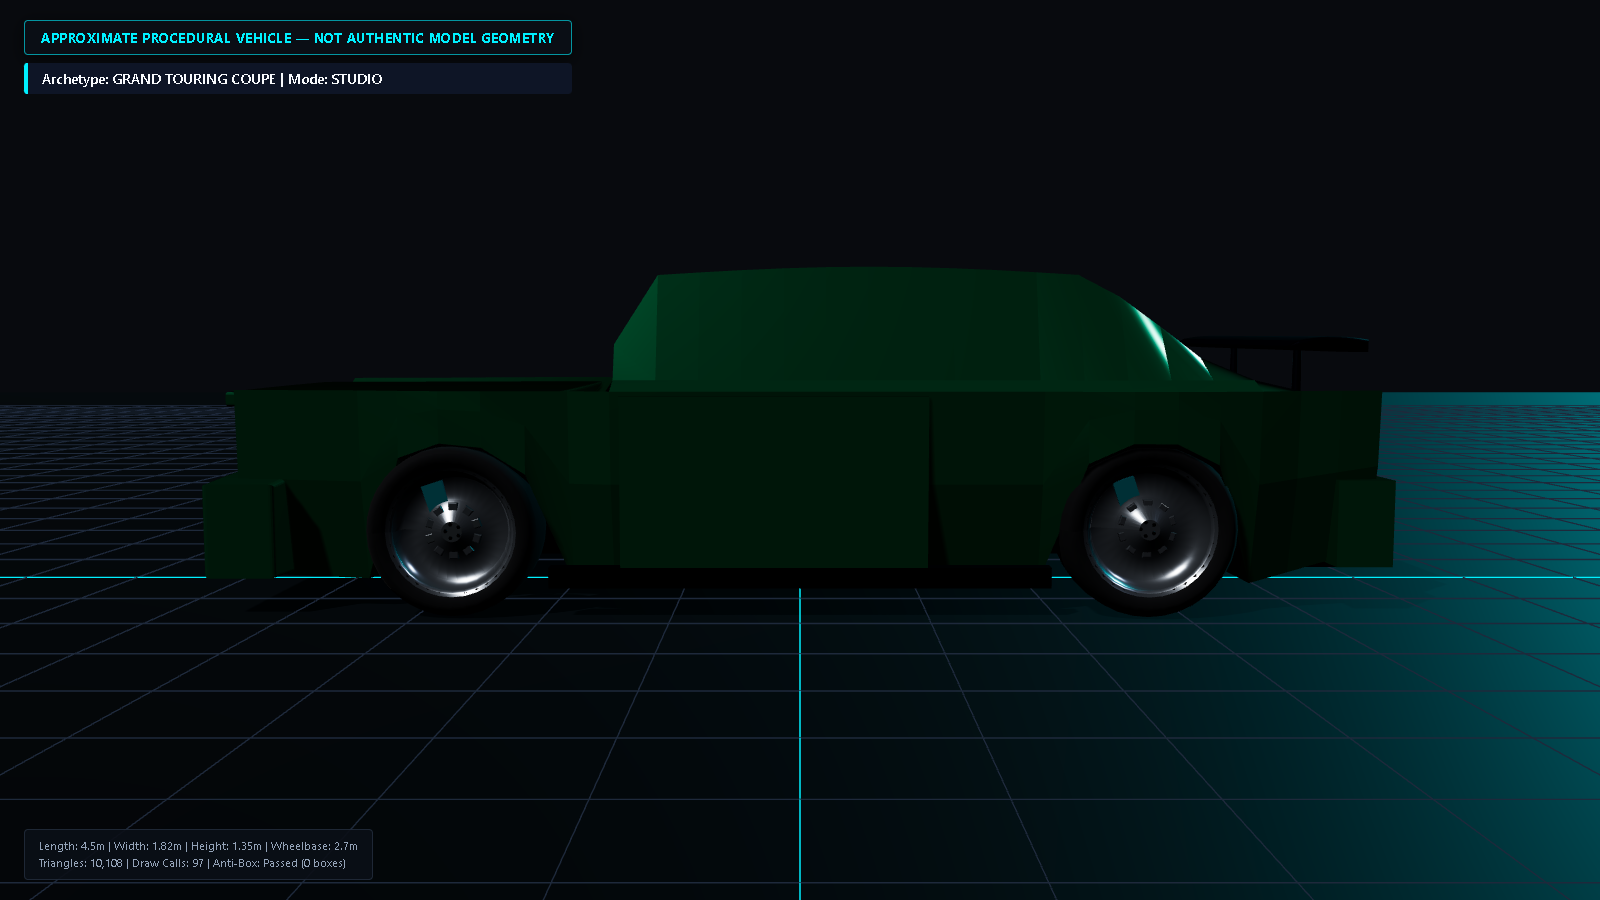 APPROXIMATE PROCEDURAL VEHICLE — NOT AUTHENTIC MODEL GEOMETRY
Archetype: GRAND TOURING COUPE | Mode: STUDIO
Length: 4.5m | Width: 1.82m | Height: 1.35m | Wheelbase: 2.7m
Triangles: 10,108 | Draw Calls: 97 | Anti-Box: Passed (0 boxes)